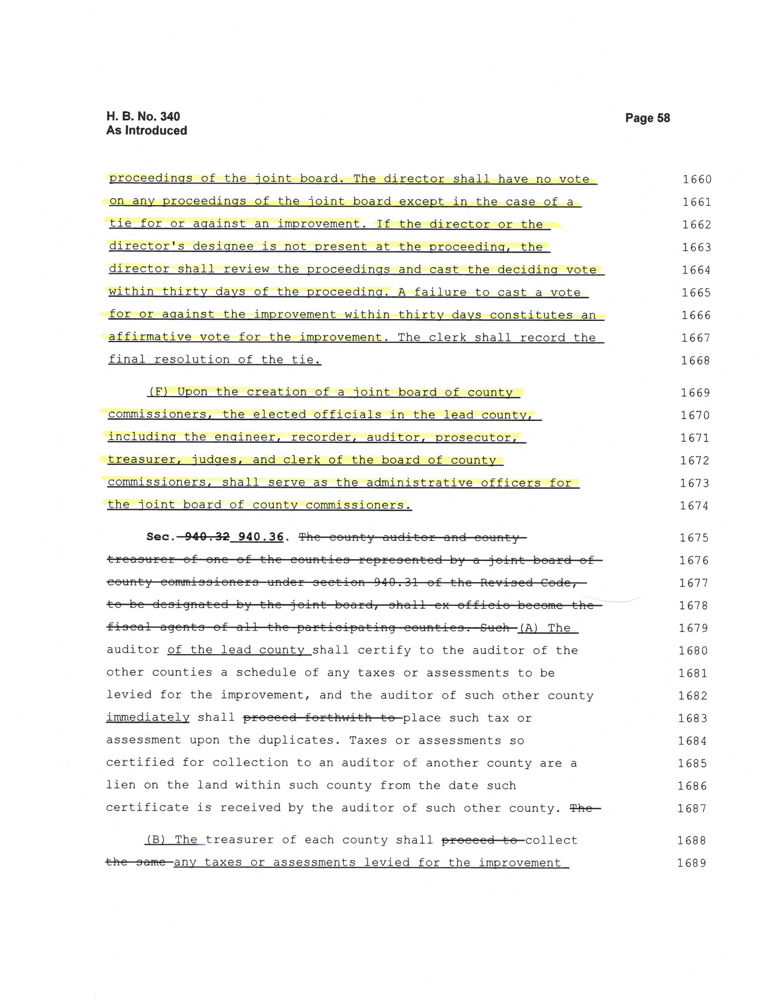 H. B. No. 340
Page 58
As Introduced
proceedings of the joint board. The director shall have no vote 1660
on any proceedings of the joint board except in the case of a 1661
tie for or against an improvement. If the director or the 1662
director's designee is not present at the proceeding, the 1663
director shall review the proceedings and cast the deciding vote 1664
within thirty days of the proceeding. A failure to cast a vote 1665
for or against the improvement within thirty days constitutes an 1666
affirmative vote for the improvement. The clerk shall record the 1667
final resolution of the tie. 1668
(F) Upon the creation of a joint board of county 1669
commissioners, the elected officials in the lead county, 1670
including the engineer, recorder, auditor, prosecutor, 1671
treasurer, judges, and clerk of the board of county 1672
commissioners, shall serve as the administrative officers for 1673
the joint board of county commissioners. 1674
Sec. 940.32 940.36. The county auditor and county 1675
treasurer of one of the counties represented by a joint board of 1676
county commissioners under section 940.31 of the Revised Code, 1677
to be designated by the joint board, shall ex officio become the 1678
fiscal agents of all the participating counties. Such (A) The 1679
auditor of the lead county shall certify to the auditor of the 1680
other counties a schedule of any taxes or assessments to be 1681
levied for the improvement, and the auditor of such other county 1682
immediately shall proceed forthwith to place such tax or 1683
assessment upon the duplicates. Taxes or assessments so 1684
certified for collection to an auditor of another county are a 1685
lien on the land within such county from the date such 1686
certificate is received by the auditor of such other county. The 1687
(B) The treasurer of each county shall proceed to collect 1688
the same any taxes or assessments levied for the improvement 1689